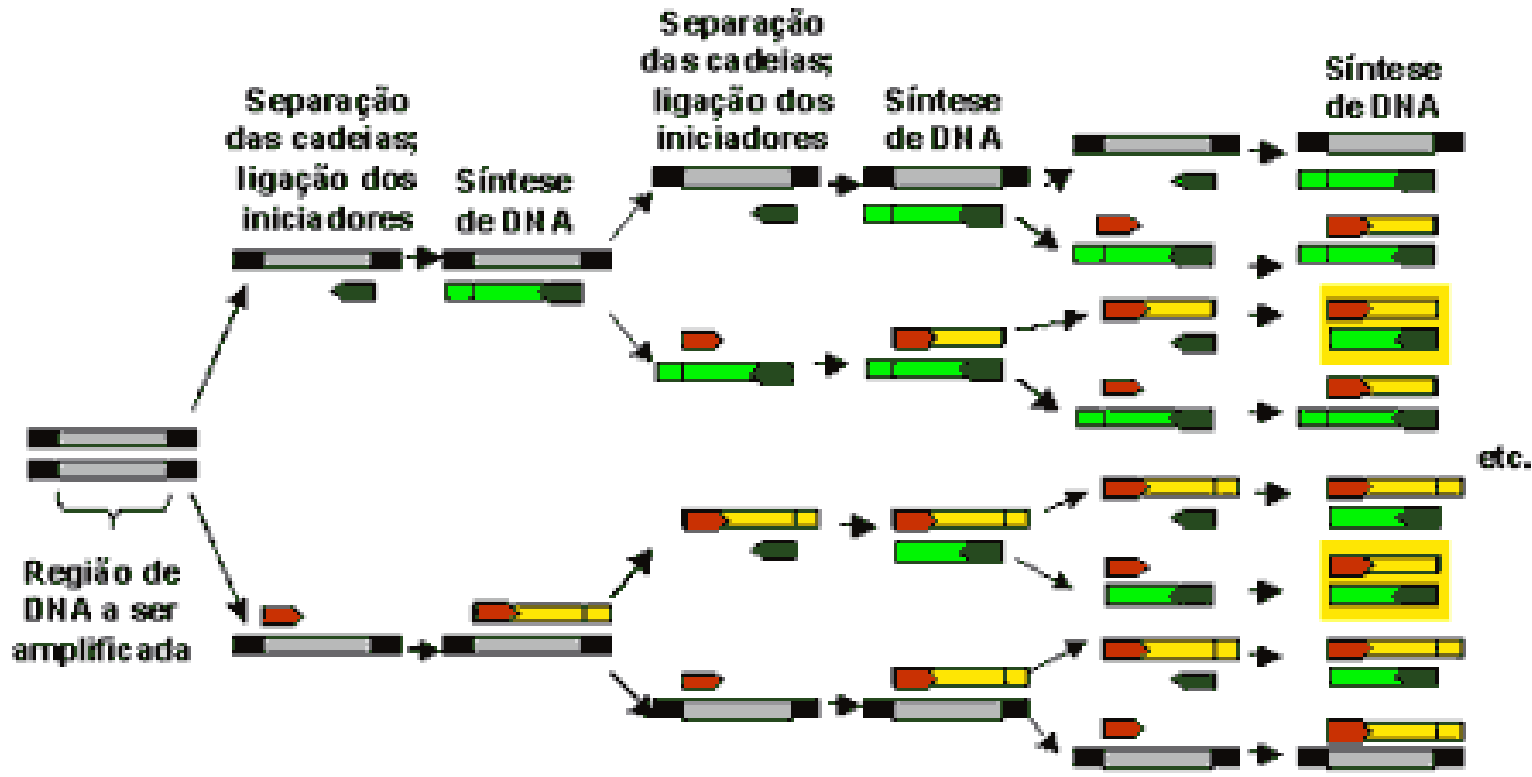 Separação
das cadeias;
ligação dos
iniciadores
Síntese
de DNA
Separação
das cadeias;
ligação dos
iniciadores
Síntese
de DNA
Síntese
de DNA
Região de
DNA a ser
amplificada
etc.